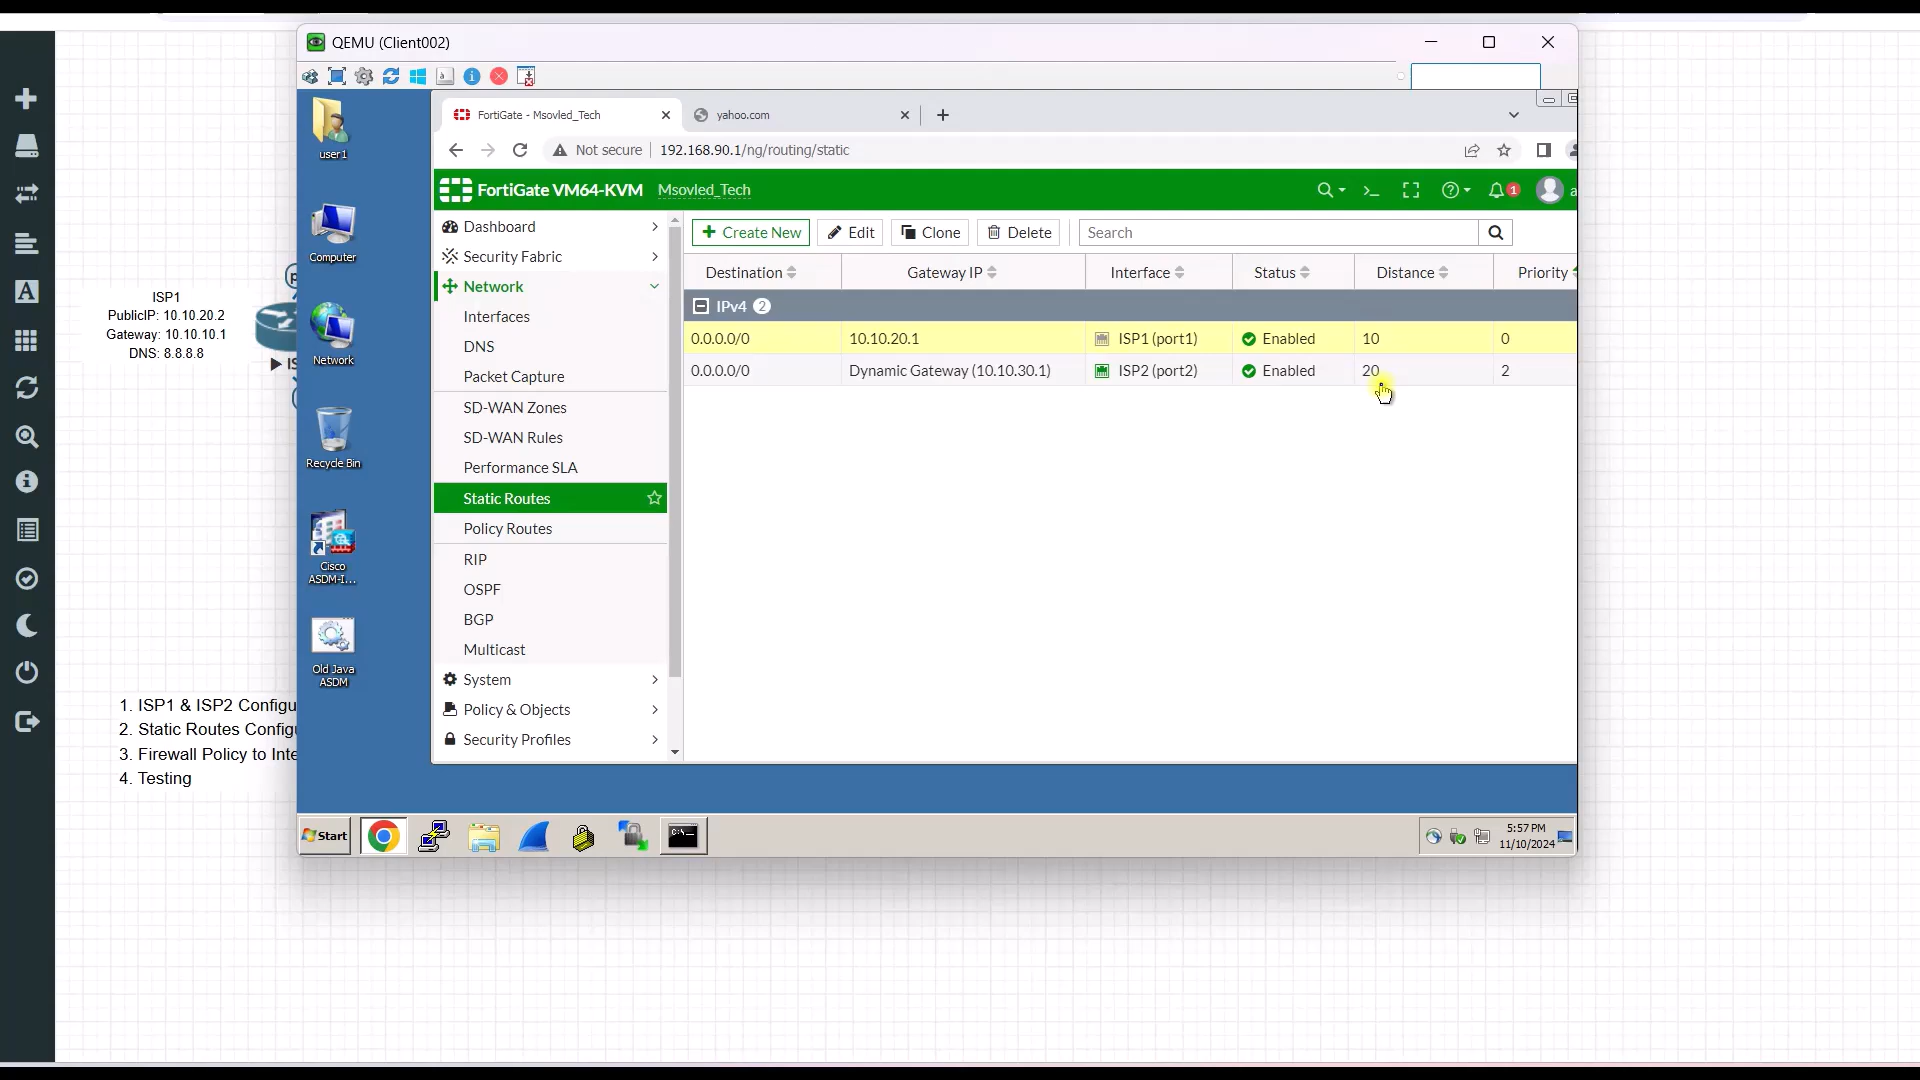 QEMU (Client002)
FortiGate - Msovled_Tech
yahoo.com
Not secure
192.168.90.1/ng/routing/static
FortiGate VM64-KVM
Msovled_Tech
1
a
user1
Computer
Network
Recycle Bin
Cisco
ASDM-I...
Old Java
ASDM
Dashboard
Security Fabric
Network
Interfaces
DNS
Packet Capture
SD-WAN Zones
SD-WAN Rules
Performance SLA
Static Routes
Policy Routes
RIP
OSPF
BGP
Multicast
System
Policy & Objects
Security Profiles
Create New
Edit
Clone
Delete
Search
Destination Gateway IP Interface Status Distance Priority
IPv4 2
0.0.0.0/0 10.10.20.1 ISP1 (port1) Enabled 10 0
0.0.0.0/0 Dynamic Gateway (10.10.30.1) ISP2 (port2) Enabled 20 2
ISP1
PublicIP: 10.10.20.2
Gateway: 10.10.10.1
DNS: 8.8.8.8
1. ISP1 & ISP2 Configu
2. Static Routes Config
3. Firewall Policy to Inte
4. Testing
Start
5:57 PM
11/10/2024